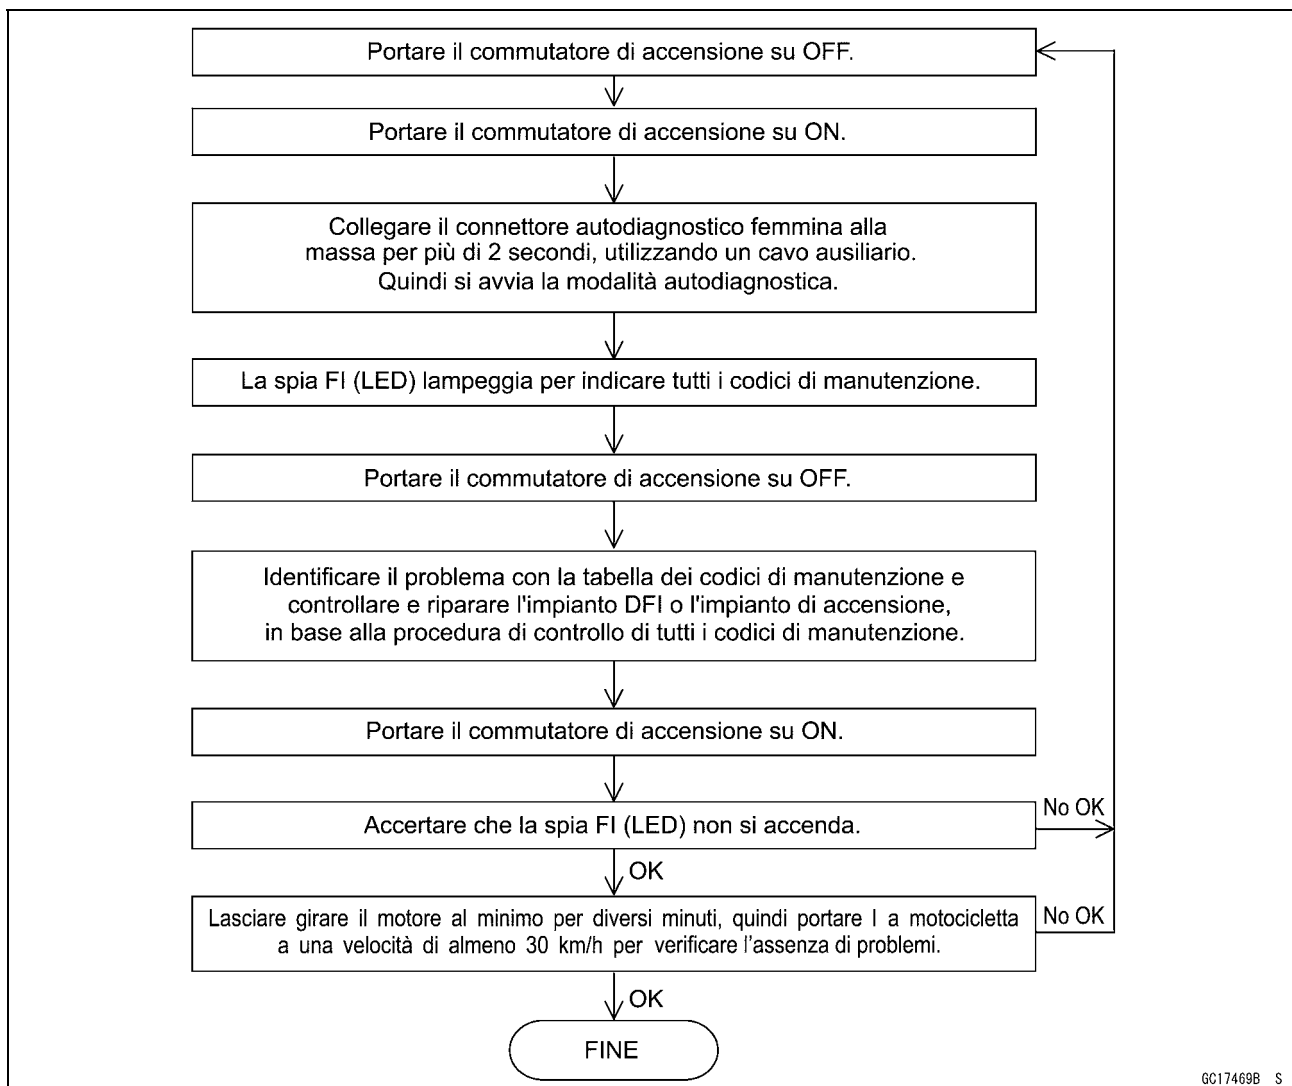 Portare il commutatore di accensione su OFF.
Portare il commutatore di accensione su ON.
Collegare il connettore autodiagnostico femmina alla
massa per più di 2 secondi, utilizzando un cavo ausiliario.
Quindi si avvia la modalità autodiagnostica.
La spia FI (LED) lampeggia per indicare tutti i codici di manutenzione.
Portare il commutatore di accensione su OFF.
Identificare il problema con la tabella dei codici di manutenzione e
controllare e riparare l'impianto DFI o l'impianto di accensione,
in base alla procedura di controllo di tutti i codici di manutenzione.
Portare il commutatore di accensione su ON.
Accertare che la spia FI (LED) non si accenda.
No OK
OK
Lasciare girare il motore al minimo per diversi minuti, quindi portare l a motocicletta
a una velocità di almeno 30 km/h per verificare l'assenza di problemi.
No OK
OK
FINE
GC17469B S